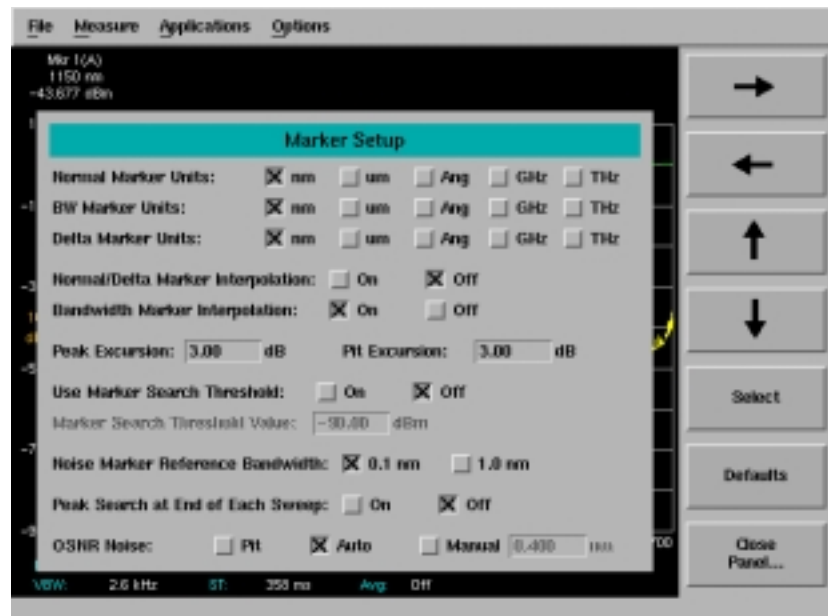 File Measure Applications Options
Mkr 1(A)
1150 nm
-43.677 dBm
Marker Setup
Normal Marker Units: nm um Ang GHz THz
BW Marker Units: nm um Ang GHz THz
Delta Marker Units: nm um Ang GHz THz
Normal/Delta Marker Interpolation: On Off
Bandwidth Marker Interpolation: On Off
Peak Excursion: 3.00 dB Pit Excursion: 3.00 dB
Use Marker Search Threshold: On Off
Marker Search Threshold Value: -90.00 dBm
Noise Marker Reference Bandwidth: 0.1 nm 1.0 nm
Peak Search at End of Each Sweep: On Off
OSNR Noise: Pit Auto Manual 0.400 nm
VBW: 2.6 kHz ST: 358 ms Avg: Off
Select
Defaults
Close
Panel...